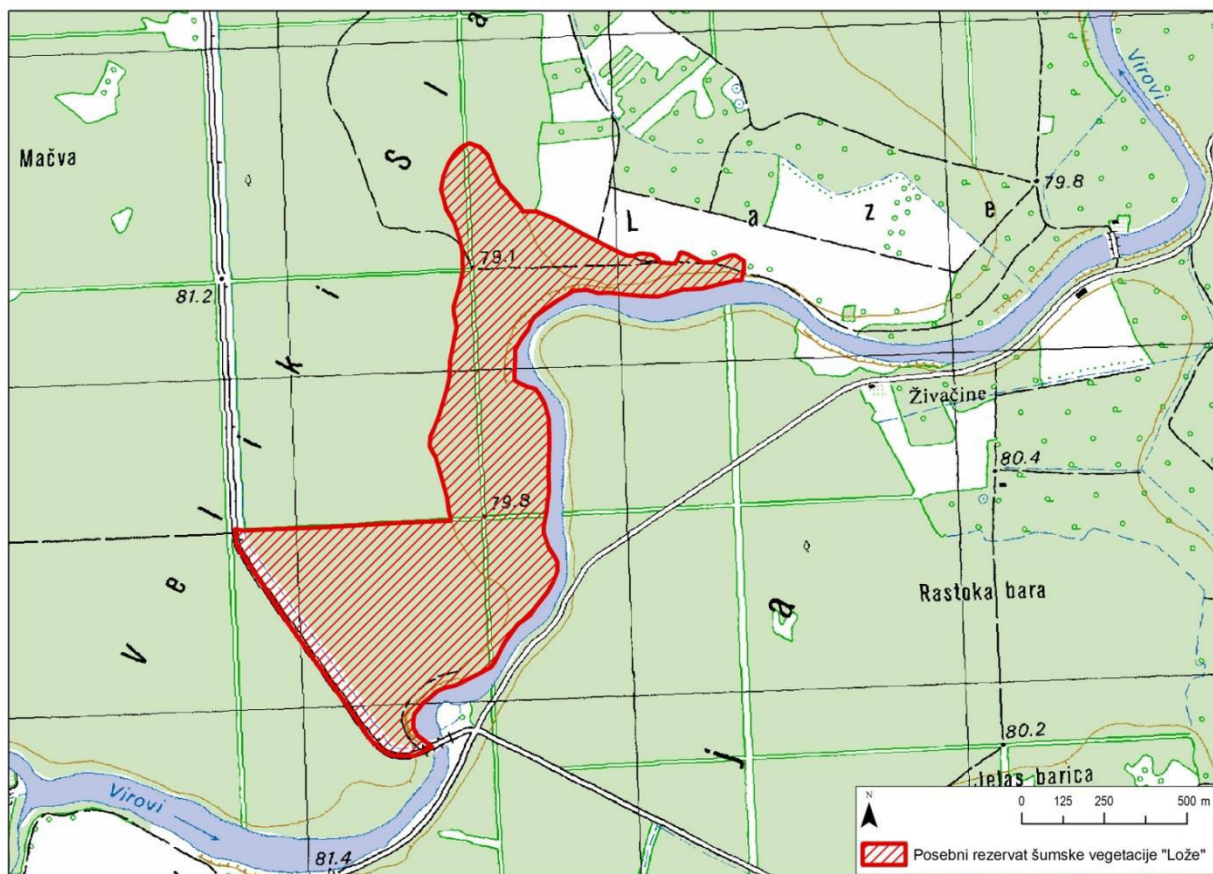 V e l i k i S l a
Virovi
Mačva
79.8
L a z e
79.1
81.2
Živačine
80.4
79.8
Rastoka bara
j a
80.2
Jelas barica
Virovi
81.4
N
0 125 250 500 m
Posebni rezervat šumske vegetacije "Lože"